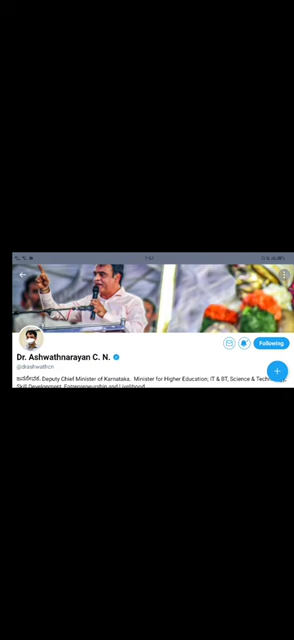 Dr. Ashwathnarayan C. N.
@drashwathcn
Following
Deputy Chief Minister of Karnataka. Minister for Higher Education; IT & BT, Science & Technology,
Skill Development, Entrepreneurship and Livelihood